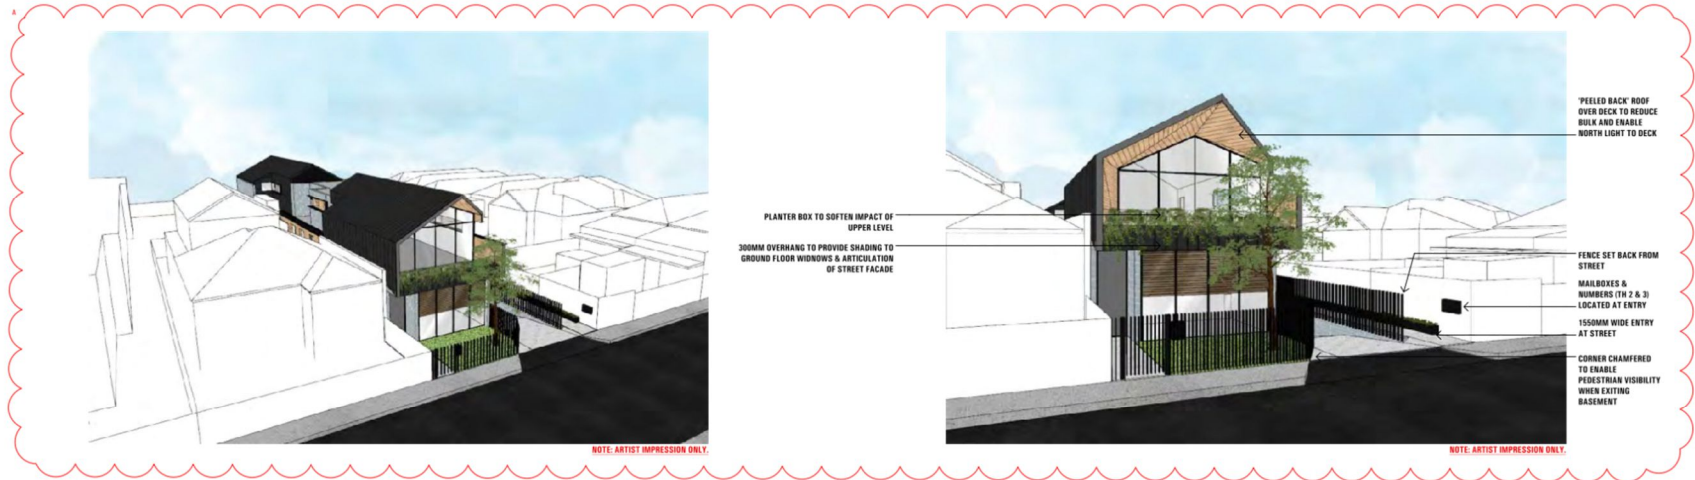 A
'PEELED BACK' ROOF
OVER DECK TO REDUCE
BULK AND ENABLE
NORTH LIGHT TO DECK
PLANTER BOX TO SOFTEN IMPACT OF
UPPER LEVEL
300MM OVERHANG TO PROVIDE SHADING TO
GROUND FLOOR WIDNOWS & ARTICULATION
OF STREET FACADE
FENCE SET BACK FROM
STREET
MAILBOXES &
NUMBERS (TH 2 & 3)
LOCATED AT ENTRY
1550MM WIDE ENTRY
AT STREET
CORNER CHAMFERED
TO ENABLE
PEDESTRIAN VISIBILITY
WHEN EXITING
BASEMENT
NOTE: ARTIST IMPRESSION ONLY.
NOTE: ARTIST IMPRESSION ONLY.